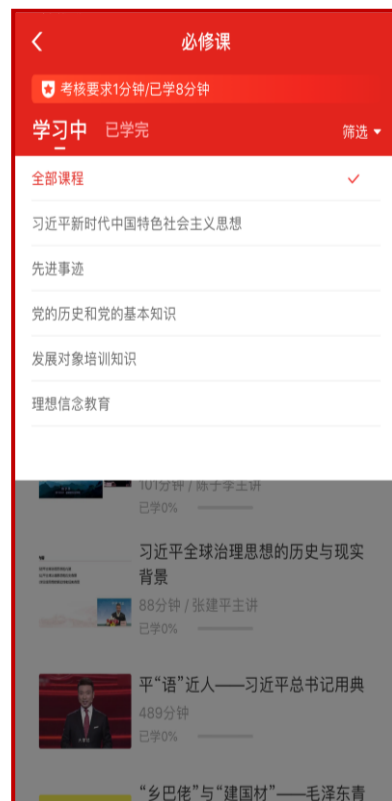 必修课
考核要求1分钟/已学8分钟
学习中 已学完 筛选
全部课程
习近平新时代中国特色社会主义思想
先进事迹
党的历史和党的基本知识
发展对象培训知识
理想信念教育
101分钟 / 陈子季主讲
已学0%
习近平全球治理思想的历史与现实
背景
88分钟 / 张建平主讲
已学0%
平“语”近人——习近平总书记用典
489分钟
已学0%
“乡巴佬”与“建国材”——毛泽东青